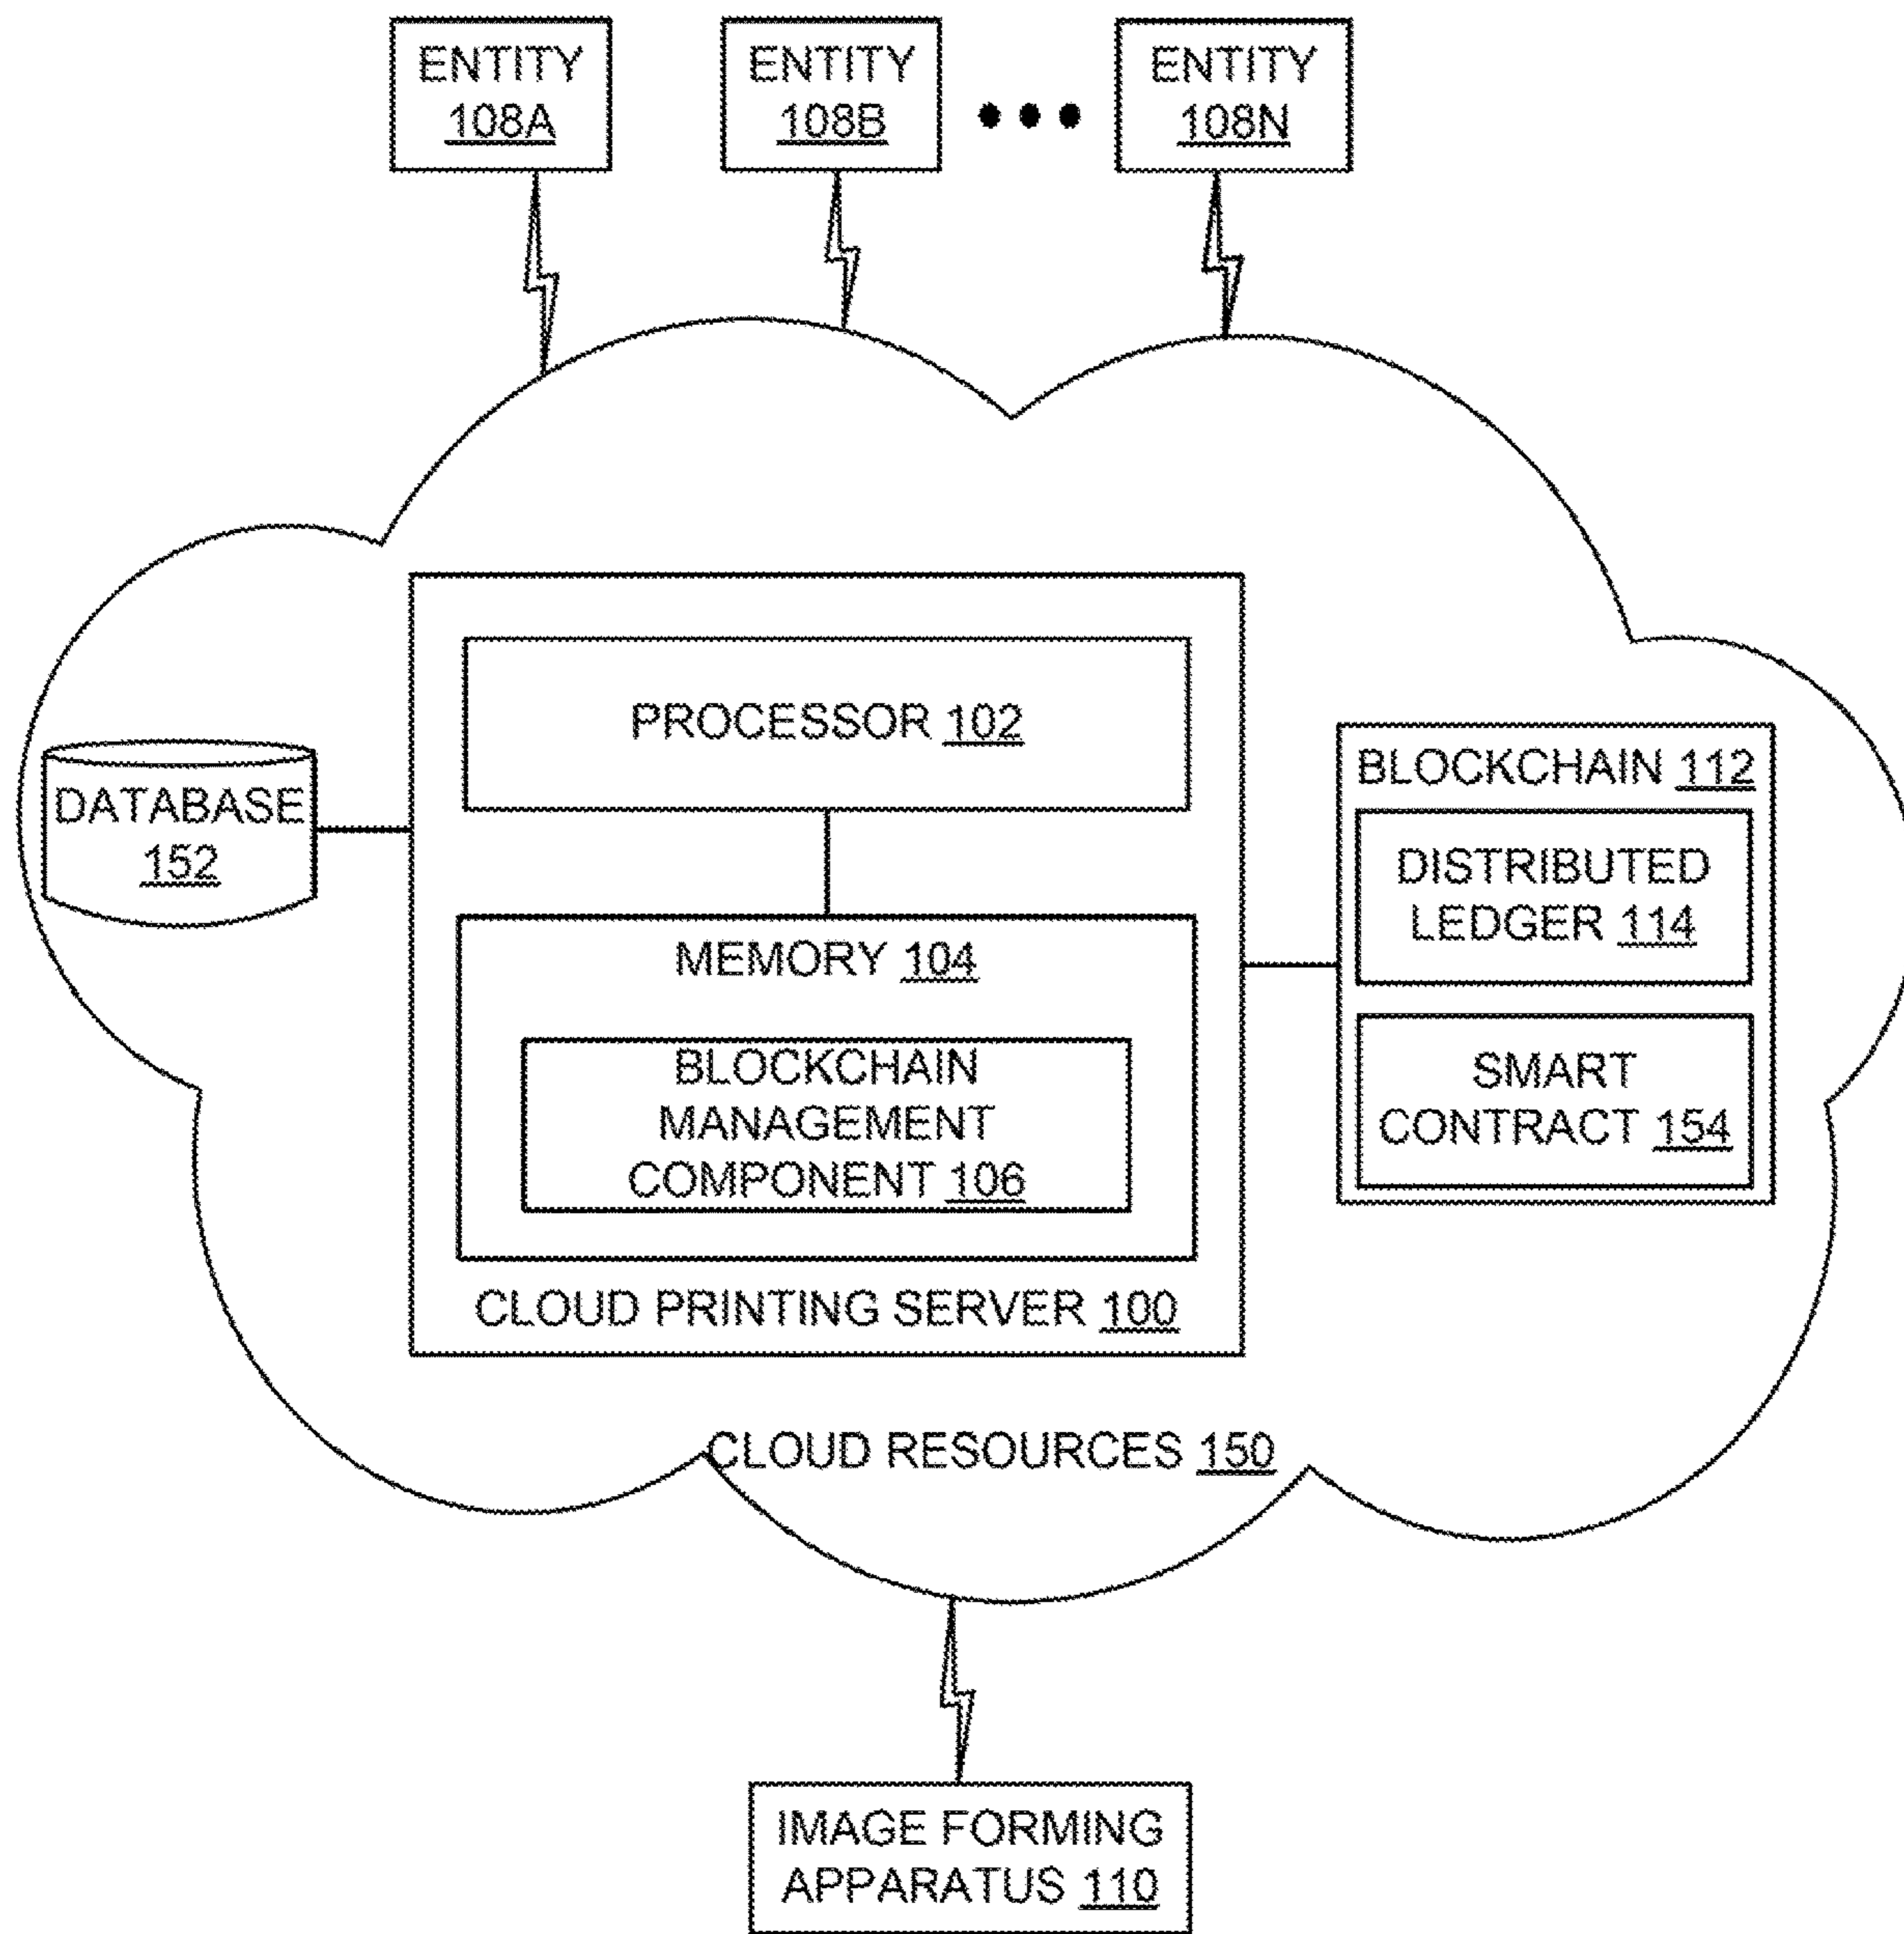 ENTITY
108A
ENTITY
108B
ENTITY
108N
PROCESSOR 102
DATABASE
152
MEMORY 104
BLOCKCHAIN
MANAGEMENT
COMPONENT 106
CLOUD PRINTING SERVER 100
BLOCKCHAIN 112
DISTRIBUTED
LEDGER 114
SMART
CONTRACT 154
CLOUD RESOURCES 150
IMAGE FORMING
APPARATUS 110